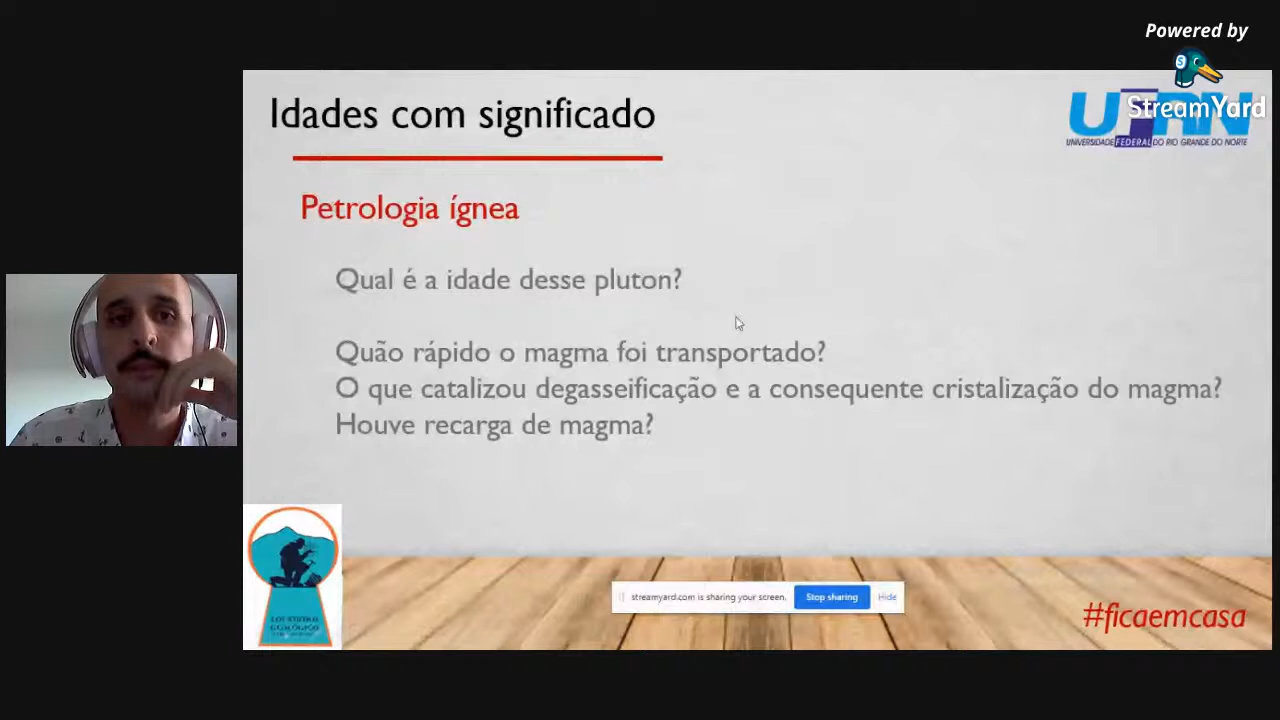 Powered by
StreamYard
Idades com significado
UNIVERSIDADE FEDERAL DO RIO GRANDE DO NORTE
Petrologia ígnea
Qual é a idade desse pluton?
Quão rápido o magma foi transportado?
O que catalizou degasseificação e a consequente cristalização do magma?
Houve recarga de magma?
streamyard.com is sharing your screen.
Stop sharing
Hide
#ficaemcasa